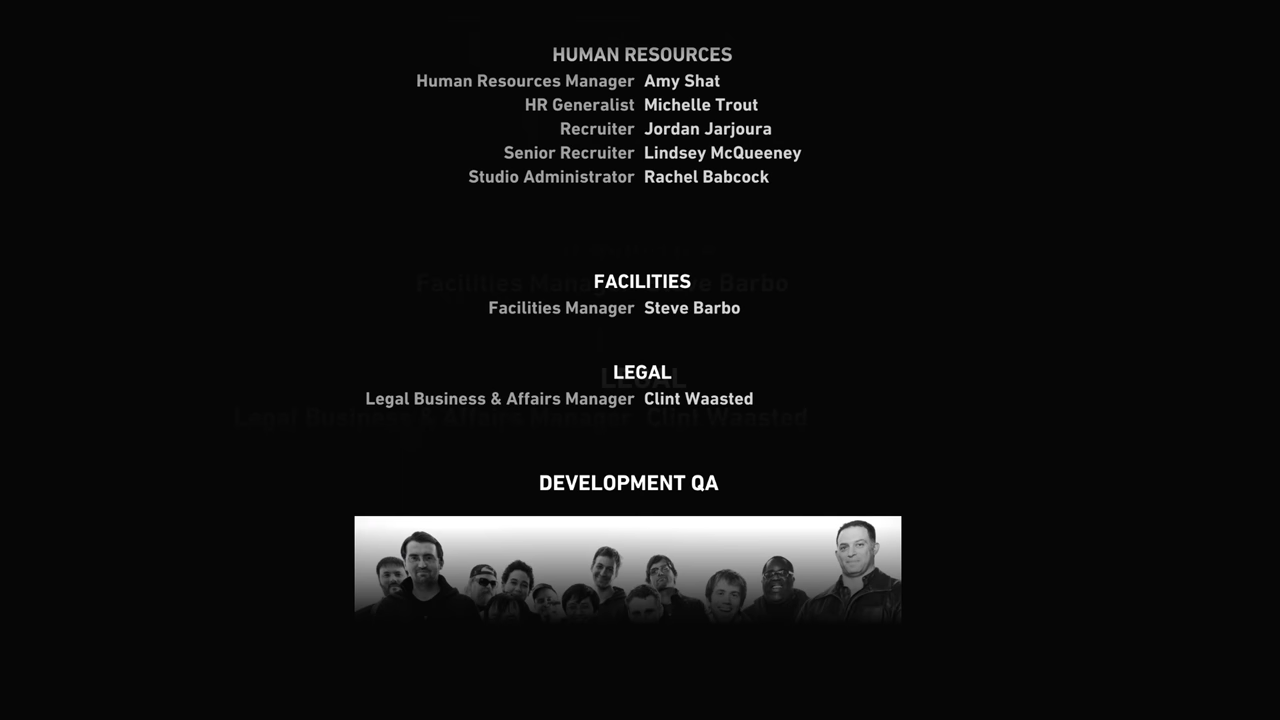 HUMAN RESOURCES
Human Resources Manager Amy Shat
HR Generalist Michelle Trout
Recruiter Jordan Jarjoura
Senior Recruiter Lindsey McQueeney
Studio Administrator Rachel Babcock
FACILITIES
Facilities Manager Steve Barbo
LEGAL
Legal Business & Affairs Manager Clint Waasted
DEVELOPMENT QA